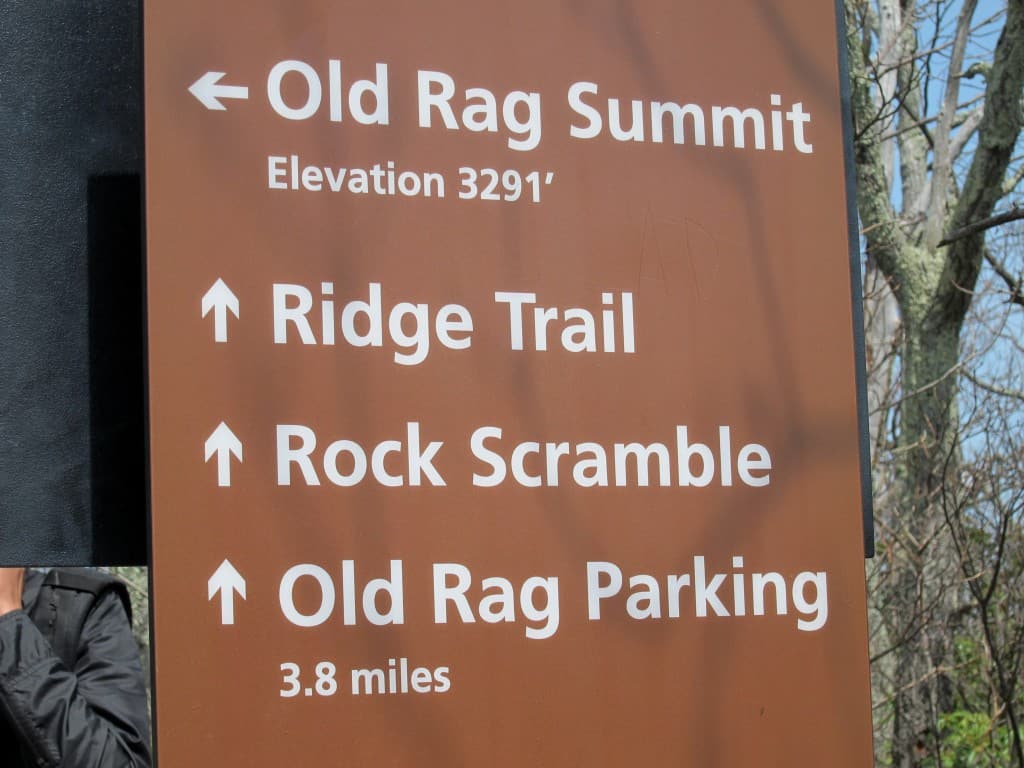 ← Old Rag Summit
Elevation 3291'
↑ Ridge Trail
↑ Rock Scramble
↑ Old Rag Parking
3.8 miles